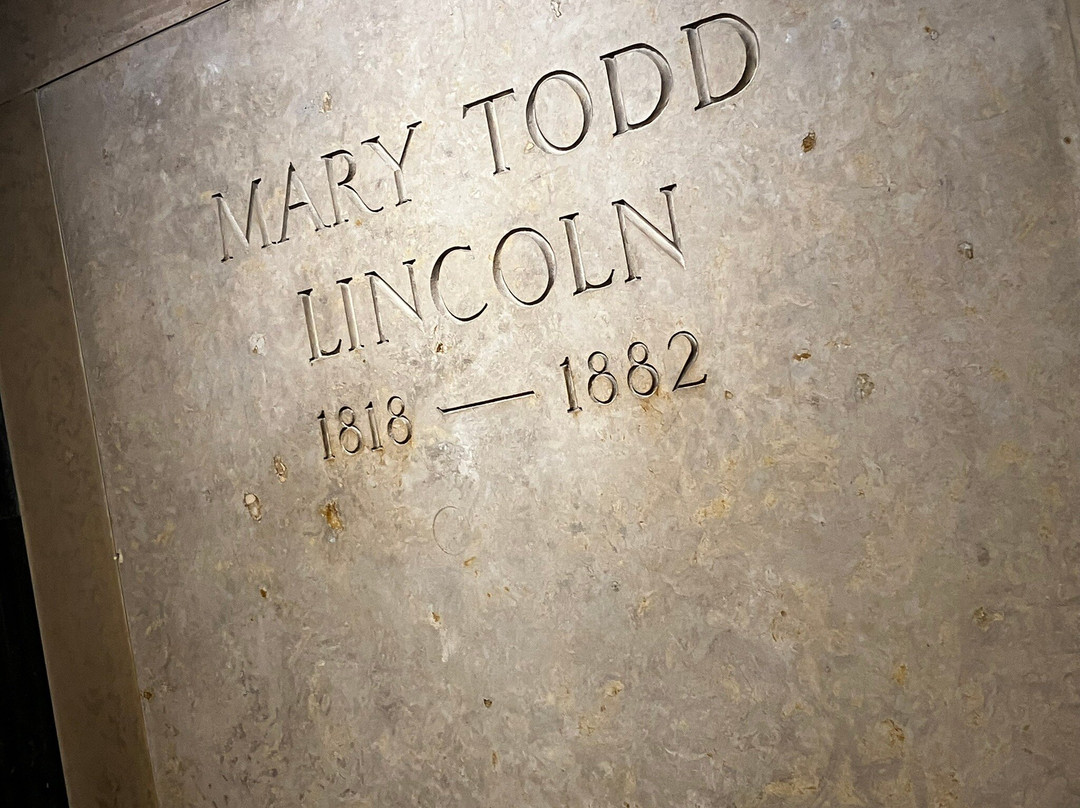 MARY TODD
LINCOLN
1818 — 1882